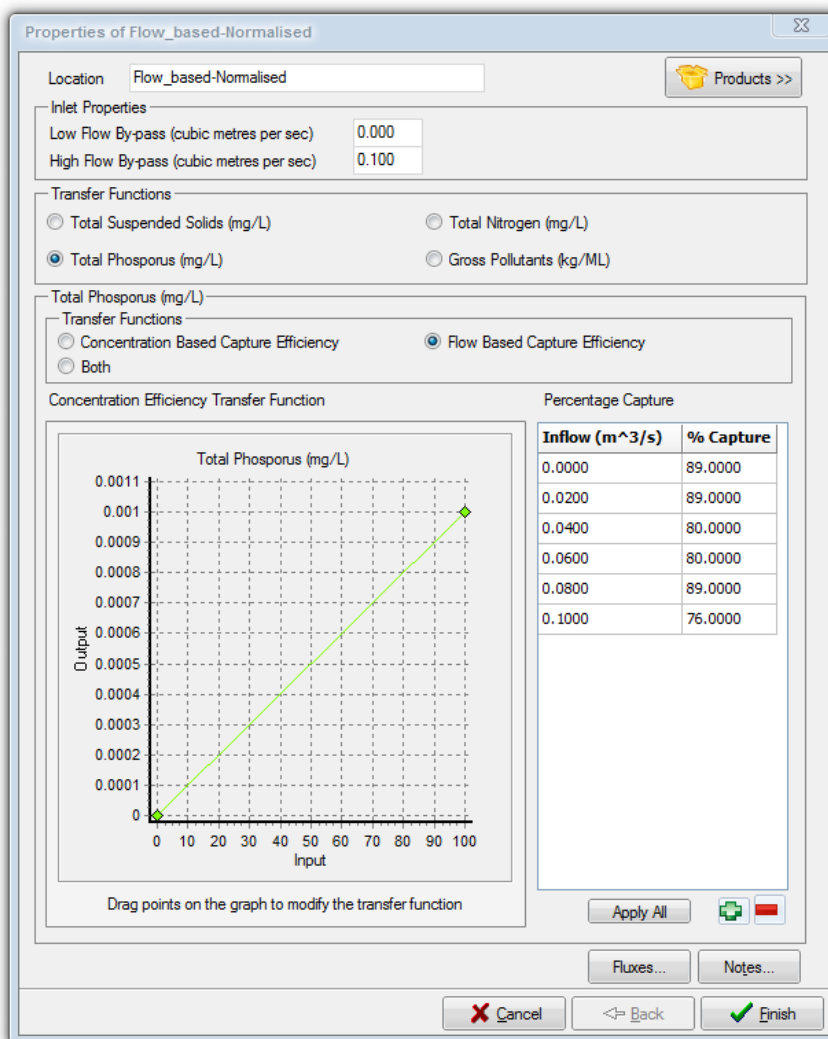 Properties of Flow_based-Normalised
Location Flow_based-Normalised Products >>
Inlet Properties
Low Flow By-pass (cubic metres per sec) 0.000
High Flow By-pass (cubic metres per sec) 0.100
Transfer Functions
Total Suspended Solids (mg/L) Total Nitrogen (mg/L)
Total Phosporus (mg/L) Gross Pollutants (kg/ML)
Total Phosporus (mg/L)
Transfer Functions
Concentration Based Capture Efficiency Flow Based Capture Efficiency
Both
Concentration Efficiency Transfer Function Percentage Capture
Total Phosporus (mg/L)
0.0011
0.001
0.0009
0.0008
0.0007
0.0006
0.0005
0.0004
0.0003
0.0002
0.0001
0
Output
0 10 20 30 40 50 60 70 80 90 100
Input
Drag points on the graph to modify the transfer function
Inflow (m^3/s) % Capture
0.0000 89.0000
0.0200 89.0000
0.0400 80.0000
0.0600 80.0000
0.0800 89.0000
0.1000 76.0000
Apply All
Fluxes... Notes...
Cancel Back Finish